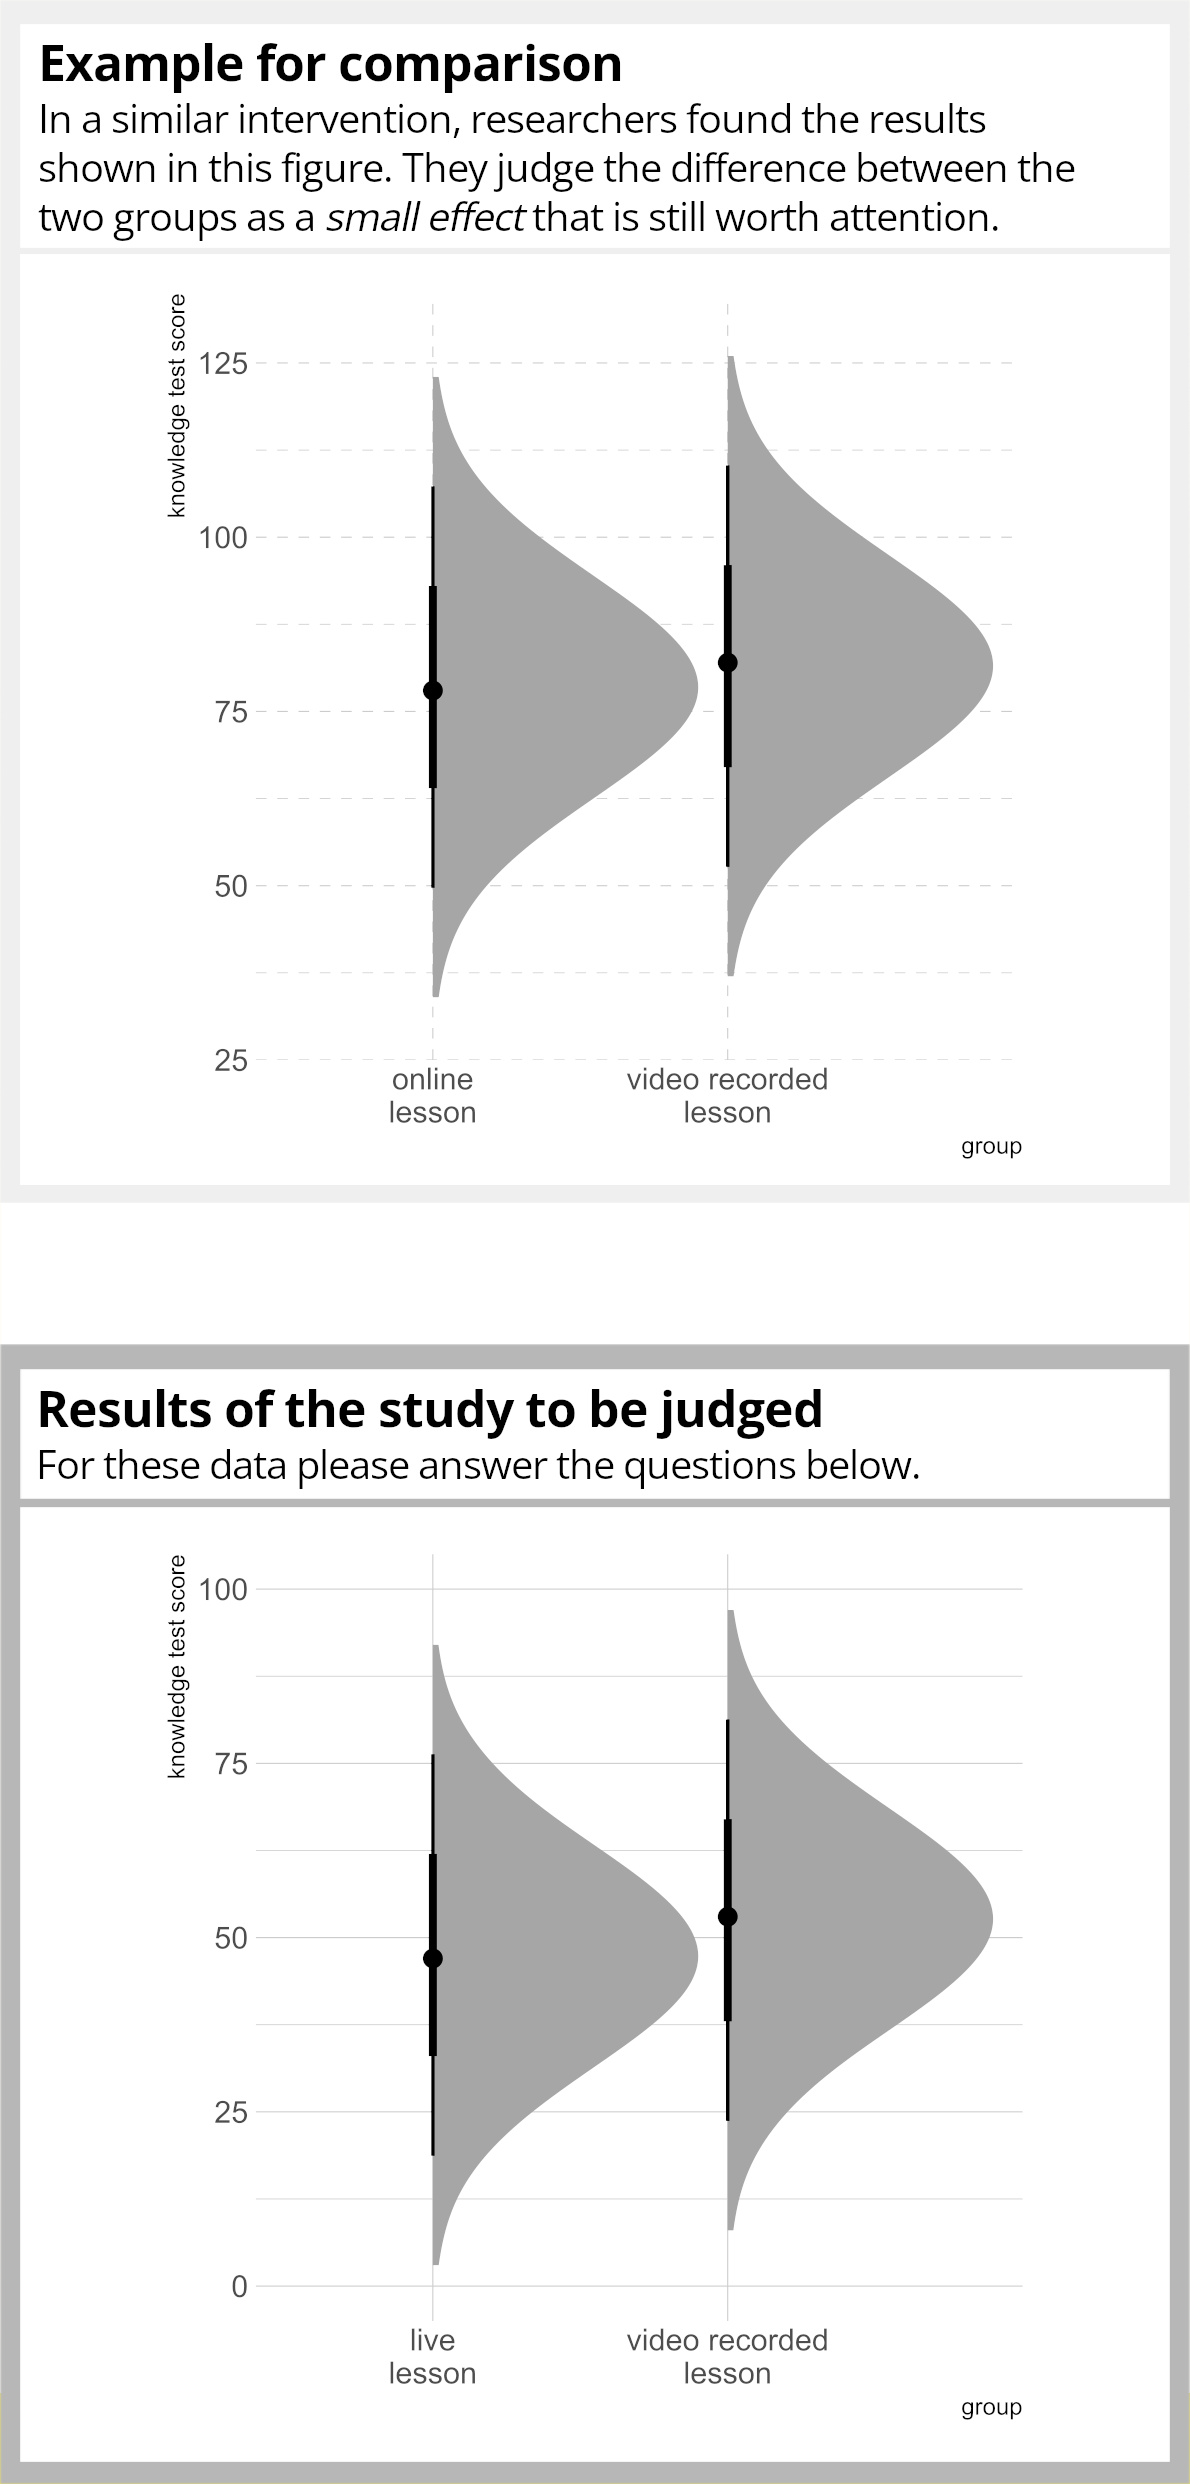 Example for comparison
In a similar intervention, researchers found the results
shown in this figure. They judge the difference between the
two groups as a small effect that is still worth attention.
knowledge test score
125
100
75
50
25
online
lesson
video recorded
lesson
group
Results of the study to be judged
For these data please answer the questions below.
knowledge test score
100
75
50
25
0
live
lesson
video recorded
lesson
group